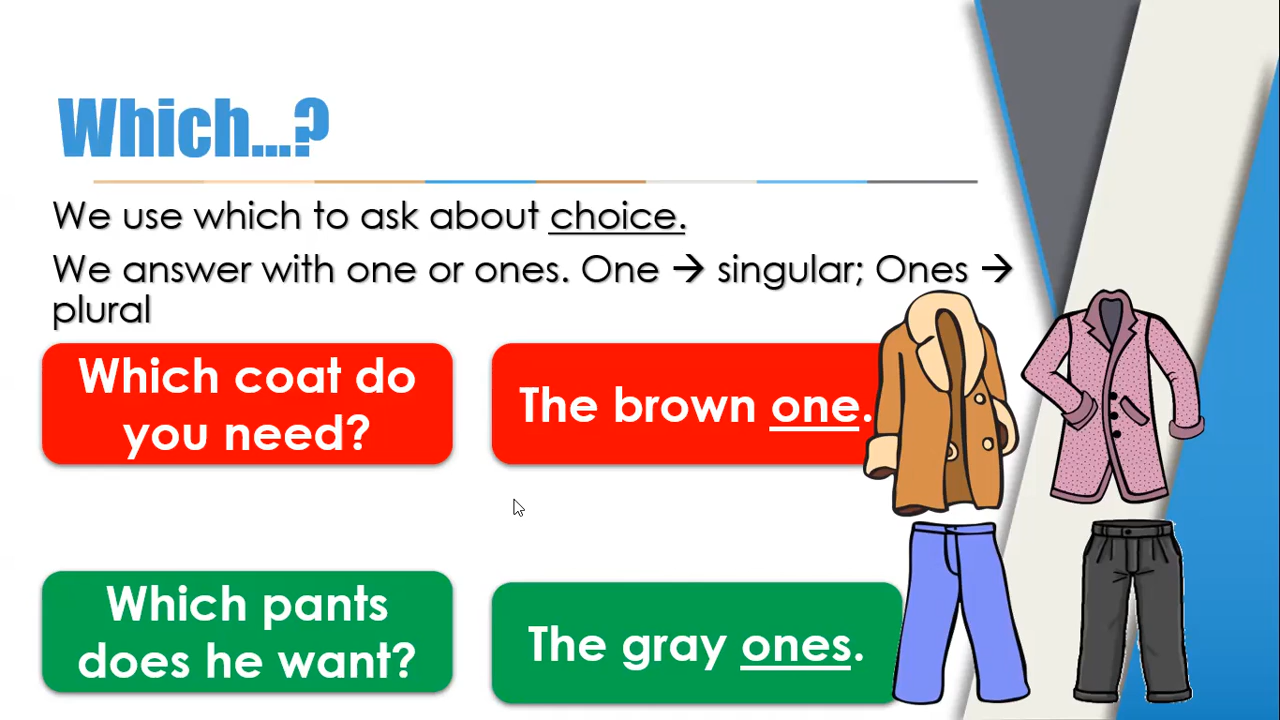 Which...?
We use which to ask about choice.
We answer with one or ones. One → singular; Ones →
plural
Which coat do
you need?
The brown one.
Which pants
does he want?
The gray ones.